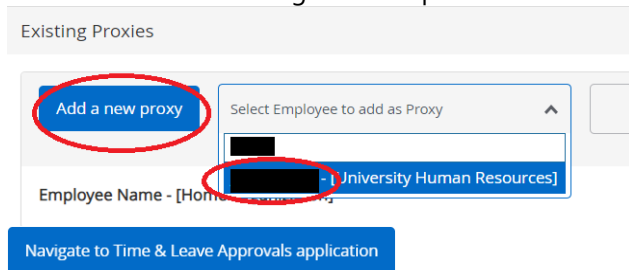 Existing Proxies
Add a new proxy
Select Employee to add as Proxy
- [University Human Resources]
Employee Name - [Hom
Navigate to Time & Leave Approvals application